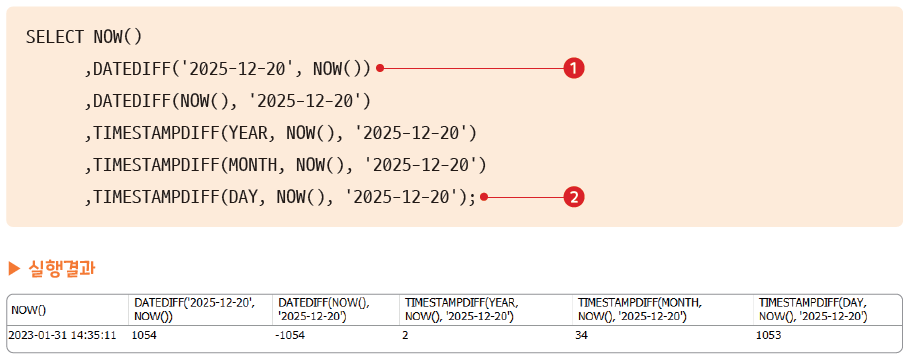 SELECT NOW()
,DATEDIFF('2025-12-20', NOW()) 1
,DATEDIFF(NOW(), '2025-12-20')
,TIMESTAMPDIFF(YEAR, NOW(), '2025-12-20')
,TIMESTAMPDIFF(MONTH, NOW(), '2025-12-20')
,TIMESTAMPDIFF(DAY, NOW(), '2025-12-20'); 2
▶ 실행결과
NOW() DATEDIFF('2025-12-20', NOW()) DATEDIFF(NOW(), '2025-12-20') TIMESTAMPDIFF(YEAR, NOW(), '2025-12-20') TIMESTAMPDIFF(MONTH, NOW(), '2025-12-20') TIMESTAMPDIFF(DAY, NOW(), '2025-12-20')
2023-01-31 14:35:11 1054 -1054 2 34 1053